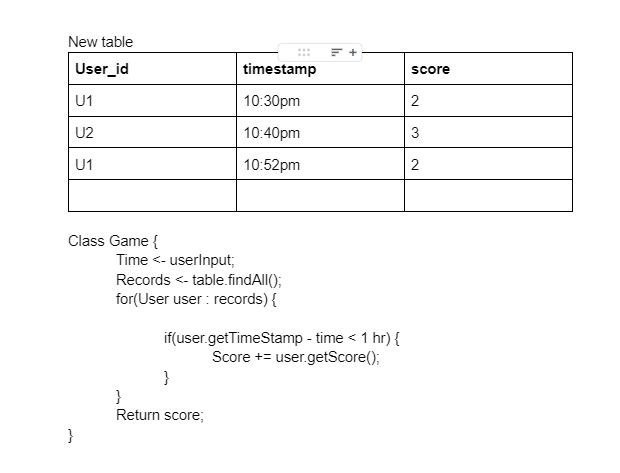 New table
User_id timestamp score
U1 10:30pm 2
U2 10:40pm 3
U1 10:52pm 2
Class Game {
Time <- userInput;
Records <- table.findAll();
for(User user : records) {
if(user.getTimeStamp - time < 1 hr) {
Score += user.getScore();
}
}
Return score;
}